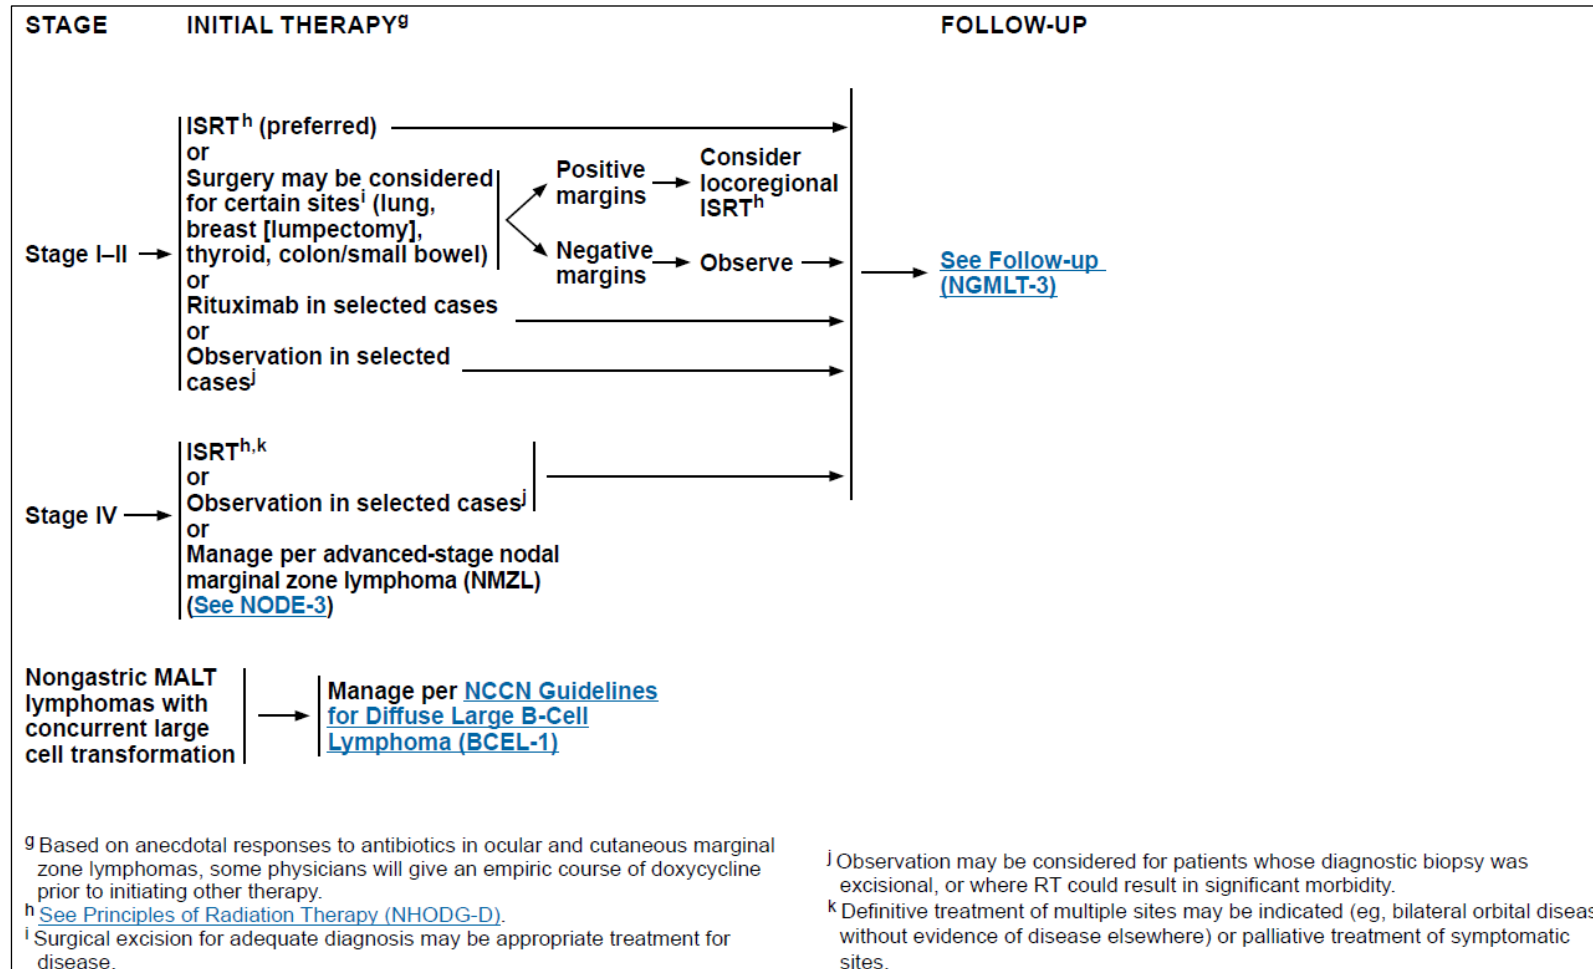 STAGE
INITIAL THERAPYg
FOLLOW-UP
Stage I–II
ISRTh (preferred)
or
Surgery may be considered
for certain sitesi (lung,
breast [lumpectomy],
thyroid, colon/small bowel)
or
Rituximab in selected cases
or
Observation in selected
casesj
Positive
margins
Consider
locoregional
ISRTh
Negative
margins
Observe
See Follow-up
(NGMLT-3)
Stage IV
ISRTh,k
or
Observation in selected casesj
or
Manage per advanced-stage nodal
marginal zone lymphoma (NMZL)
(See NODE-3)
Nongastric MALT
lymphomas with
concurrent large
cell transformation
Manage per NCCN Guidelines
for Diffuse Large B-Cell
Lymphoma (BCEL-1)
g Based on anecdotal responses to antibiotics in ocular and cutaneous marginal
zone lymphomas, some physicians will give an empiric course of doxycycline
prior to initiating other therapy.
h See Principles of Radiation Therapy (NHODG-D).
i Surgical excision for adequate diagnosis may be appropriate treatment for
disease.
j Observation may be considered for patients whose diagnostic biopsy was
excisional, or where RT could result in significant morbidity.
k Definitive treatment of multiple sites may be indicated (eg, bilateral orbital diseas
without evidence of disease elsewhere) or palliative treatment of symptomatic
sites.